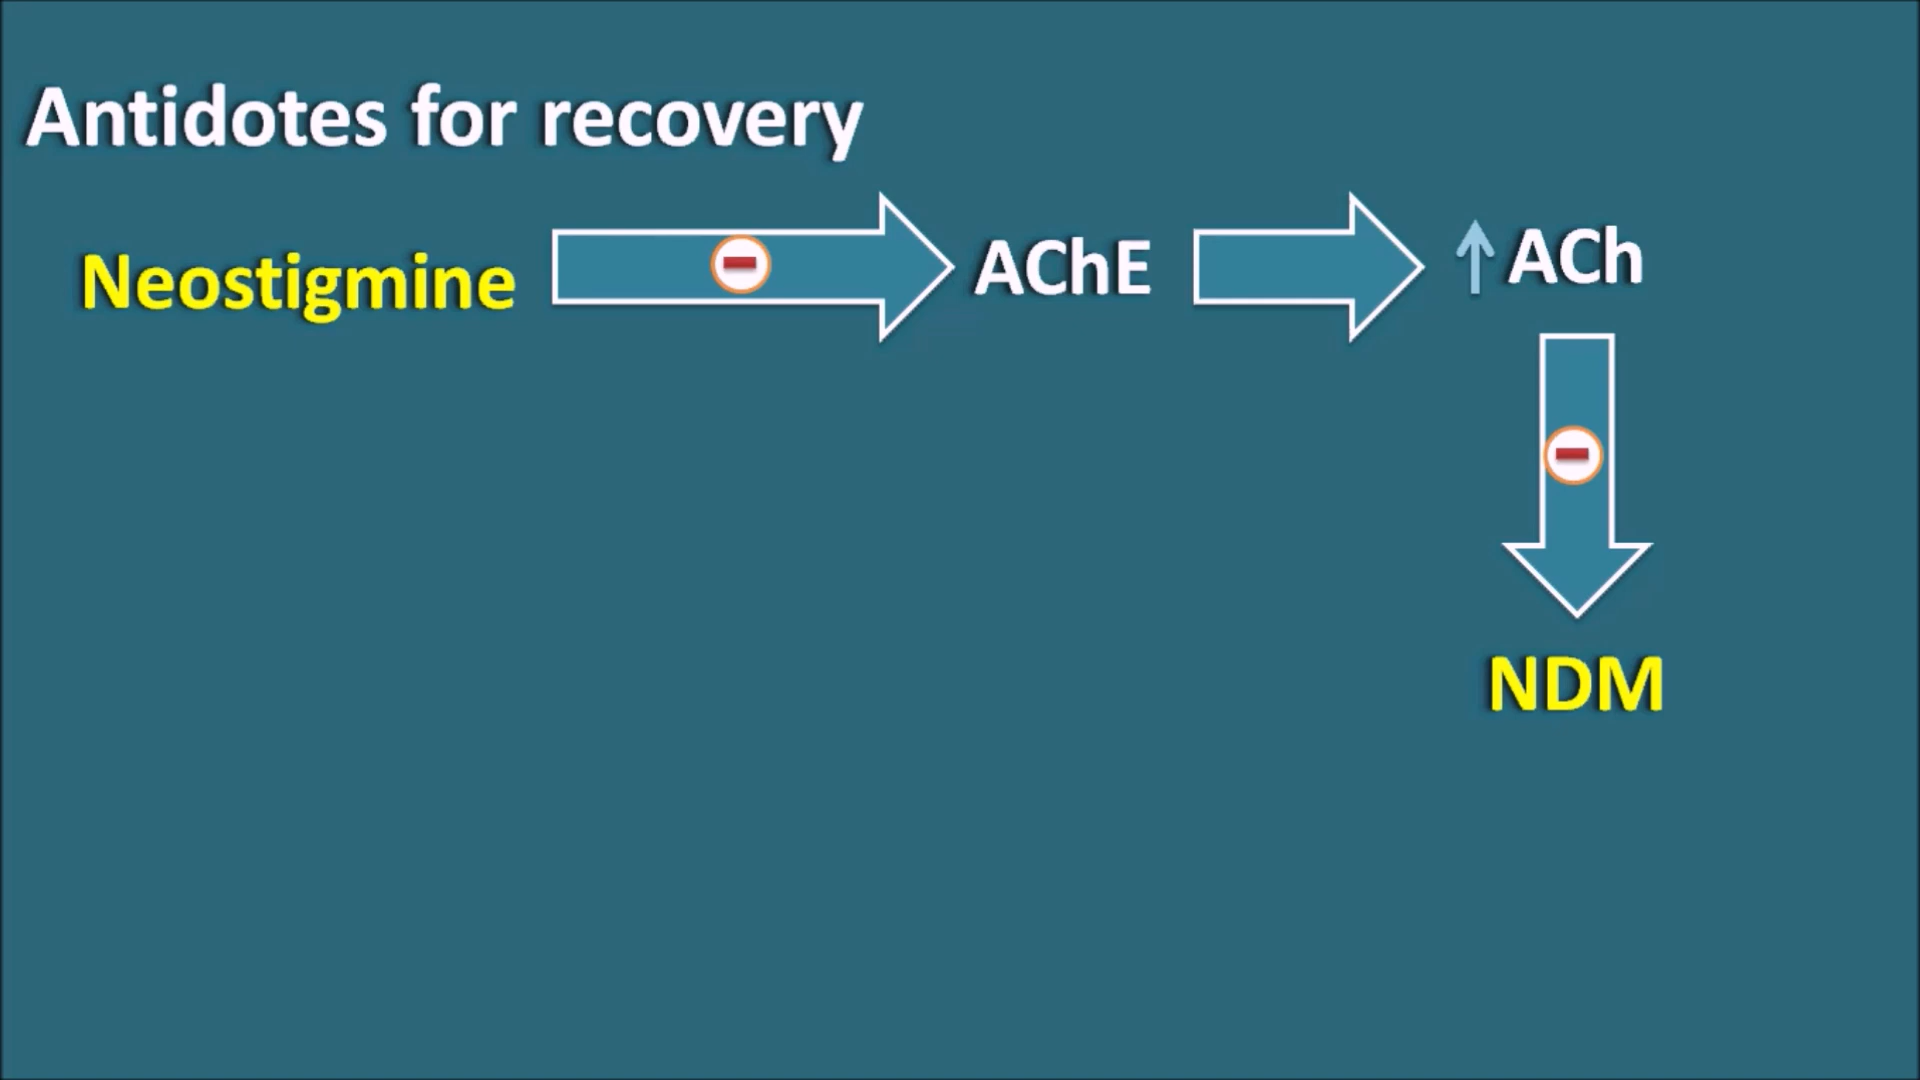 Antidotes for recovery
Neostigmine AChE ↑ ACh
NDM